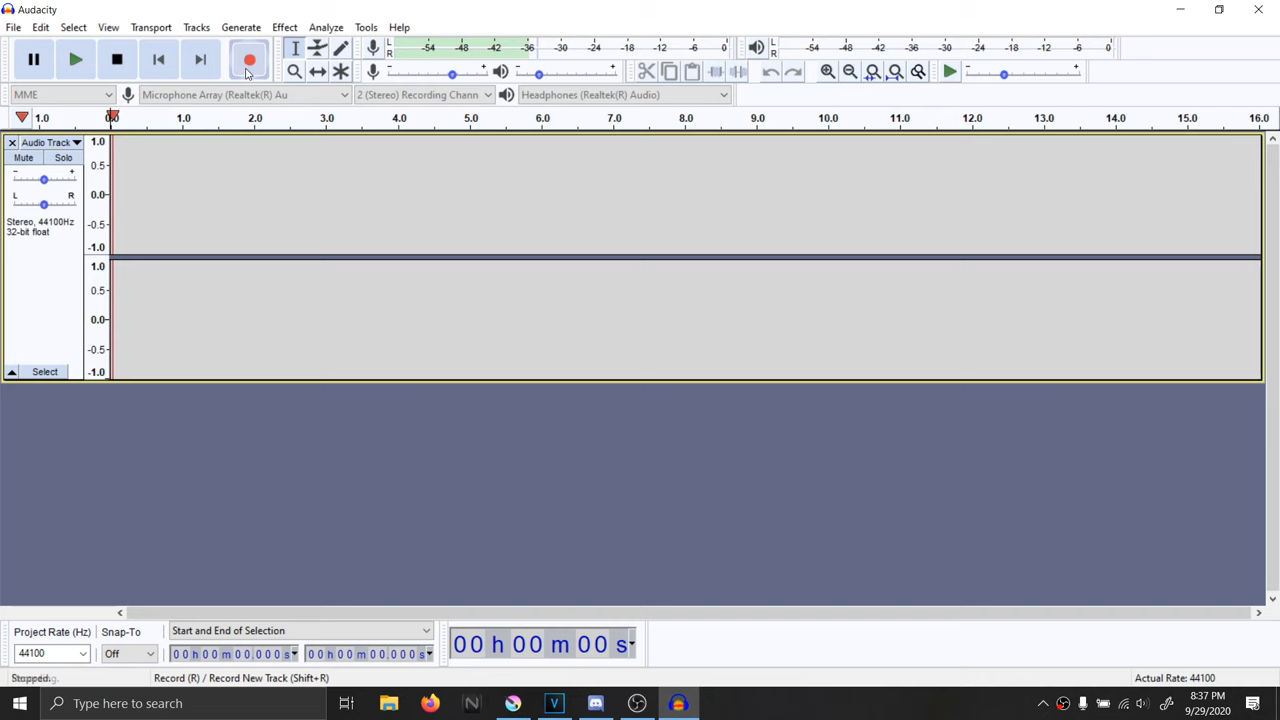 Audacity
File Edit Select View Transport Tracks Generate Effect Analyze Tools Help
L R -54 -48 -42 -36 -30 -24 -18 -12 -6 0 L R -54 -48 -42 -36 -30 -24 -18 -12 -6 0
- + - + - +
MME Microphone Array (Realtek(R) Au 2 (Stereo) Recording Chann Headphones (Realtek(R) Audio)
1.0 0.0 1.0 2.0 3.0 4.0 5.0 6.0 7.0 8.0 9.0 10.0 11.0 12.0 13.0 14.0 15.0 16.0
Audio Track 1.0
Mute Solo
0.5
- +
L R 0.0
Stereo, 44100Hz -0.5
32-bit float
-1.0
1.0
0.5
0.0
-0.5
Select -1.0
Project Rate (Hz) Snap-To Start and End of Selection
44100 Off 00 h 00 m 00.000 s 00 h 00 m 00.000 s 00 h 00 m 00 s
Stopped. Record (R) / Record New Track (Shift+R) Actual Rate: 44100
Type here to search 8:37 PM
9/29/2020